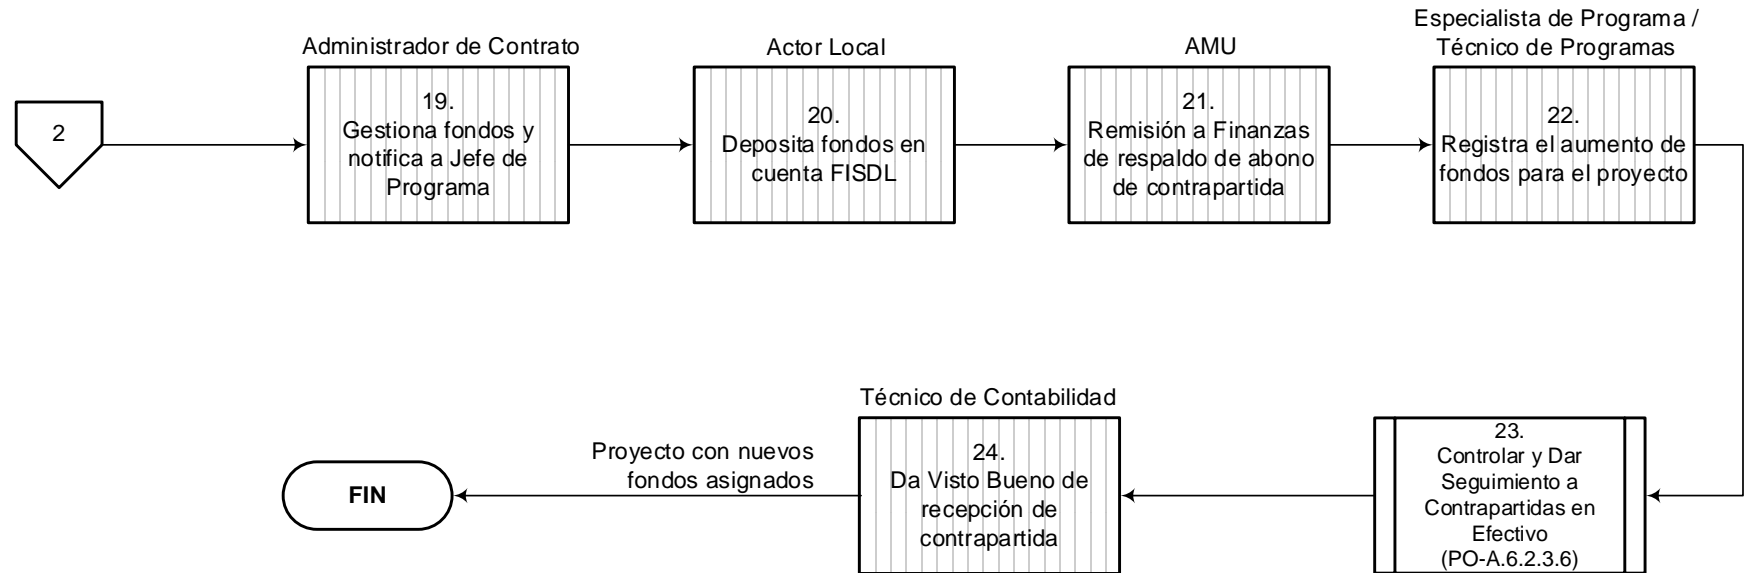 2
Administrador de Contrato
19.
Gestiona fondos y
notifica a Jefe de
Programa
Actor Local
20.
Deposita fondos en
cuenta FISDL
AMU
21.
Remisión a Finanzas
de respaldo de abono
de contrapartida
Especialista de Programa /
Técnico de Programas
22.
Registra el aumento de
fondos para el proyecto
23.
Controlar y Dar
Seguimiento a
Contrapartidas en
Efectivo
(PO-A.6.2.3.6)
Técnico de Contabilidad
24.
Da Visto Bueno de
recepción de
contrapartida
Proyecto con nuevos
fondos asignados
FIN